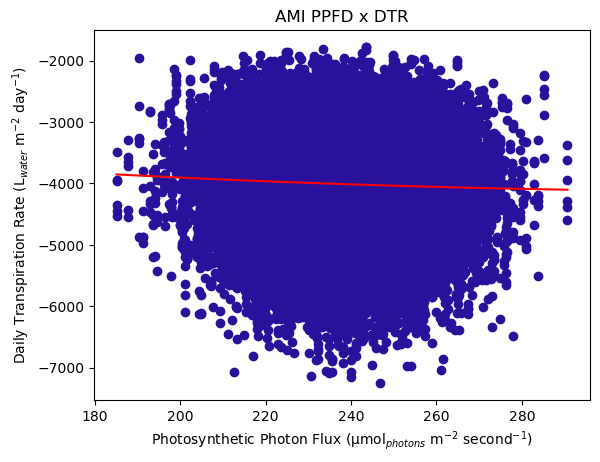 AMI PPFD x DTR
Daily Transpiration Rate (L_water m⁻² day⁻¹)
−2000
−3000
−4000
−5000
−6000
−7000
180 200 220 240 260 280
Photosynthetic Photon Flux (μmol_photons m⁻² second⁻¹)